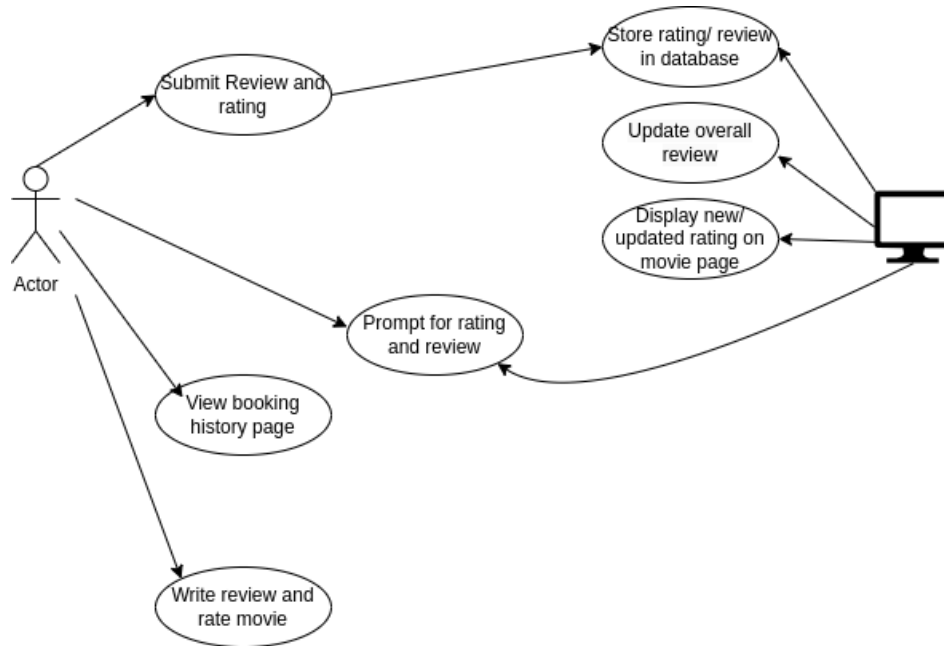 Store rating/ review
in database
Submit Review and
rating
Update overall
review
Display new/
updated rating on
movie page
Actor
Prompt for rating
and review
View booking
history page
Write review and
rate movie